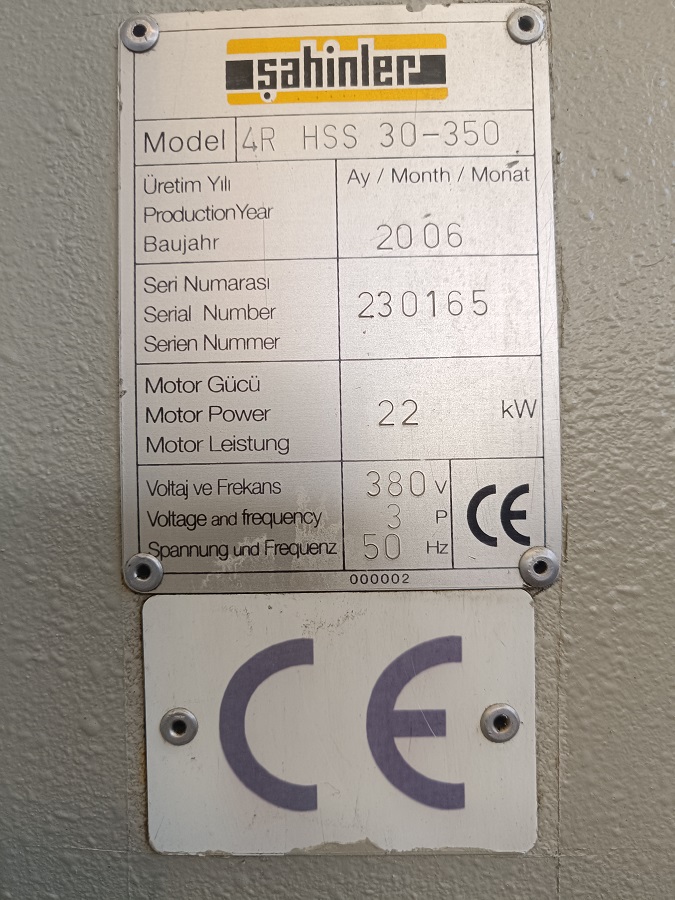 şahinler
Model 4R HSS 30-350
Üretim Yılı
Production Year
Baujahr
Ay / Month / Monat
2006
Seri Numarası
Serial Number
Serien Nummer
230165
Motor Gücü
Motor Power
Motor Leistung
22 kW
Voltaj ve Frekans
Voltage and frequency
Spannung und Frequenz
380 V
3 P
50 Hz
CE
000002
CE